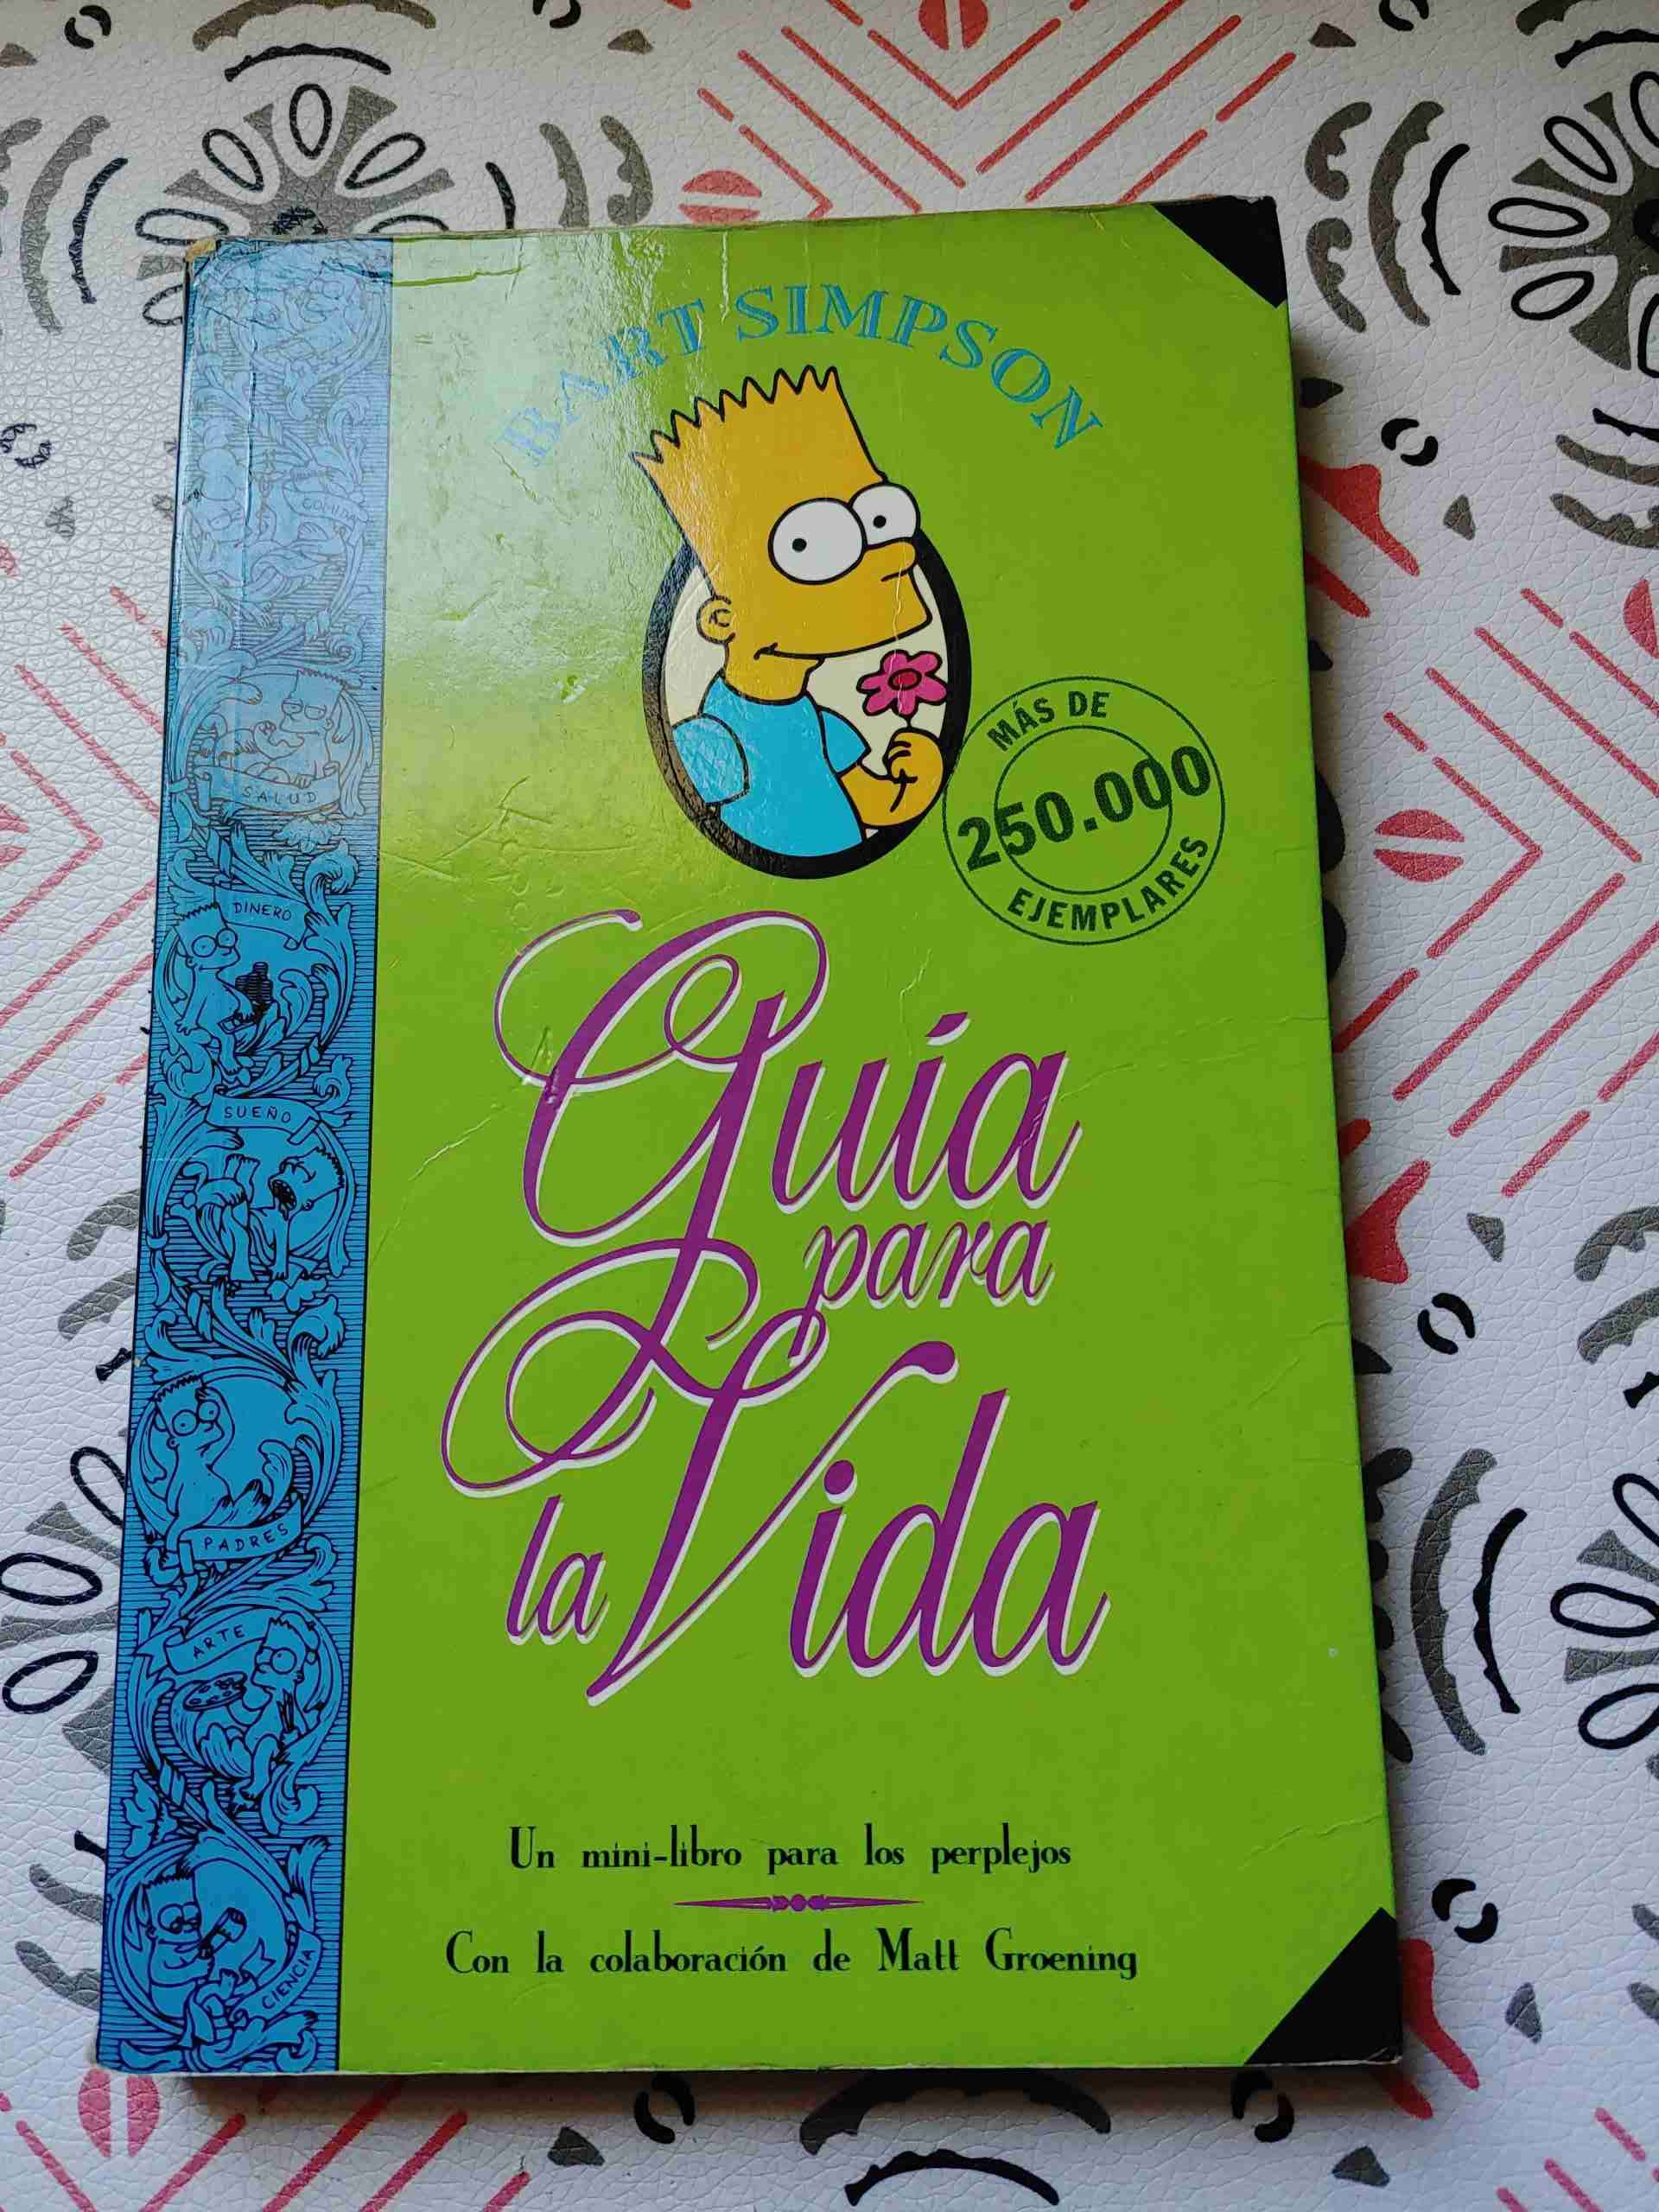 BART SIMPSON
MÁS DE
250.000
EJEMPLARES
Guía
para
la Vida
Un mini-libro para los perplejos
Con la colaboración de Matt Groening
COMIDA
SALUD
DINERO
SUEÑO
PADRES
ARTE
CIENCIA